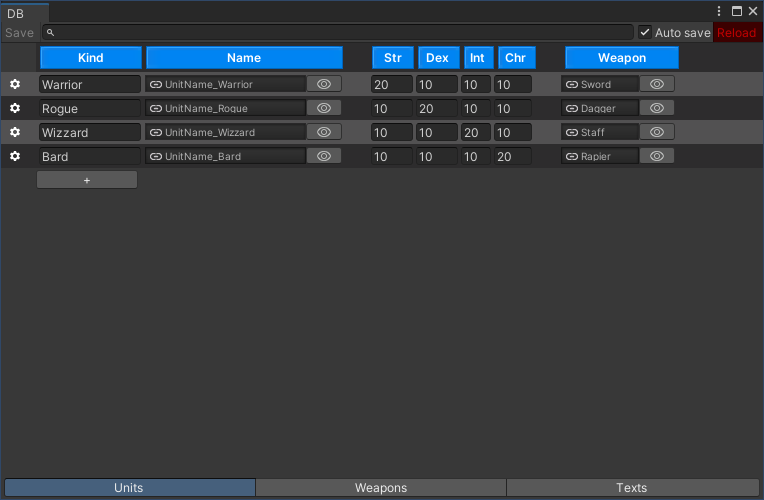 DB
Save Auto save Reload
Kind Name Str Dex Int Chr Weapon
Warrior UnitName_Warrior 20 10 10 10 Sword
Rogue UnitName_Rogue 10 20 10 10 Dagger
Wizzard UnitName_Wizzard 10 10 20 10 Staff
Bard UnitName_Bard 10 10 10 20 Rapier
+
Units Weapons Texts